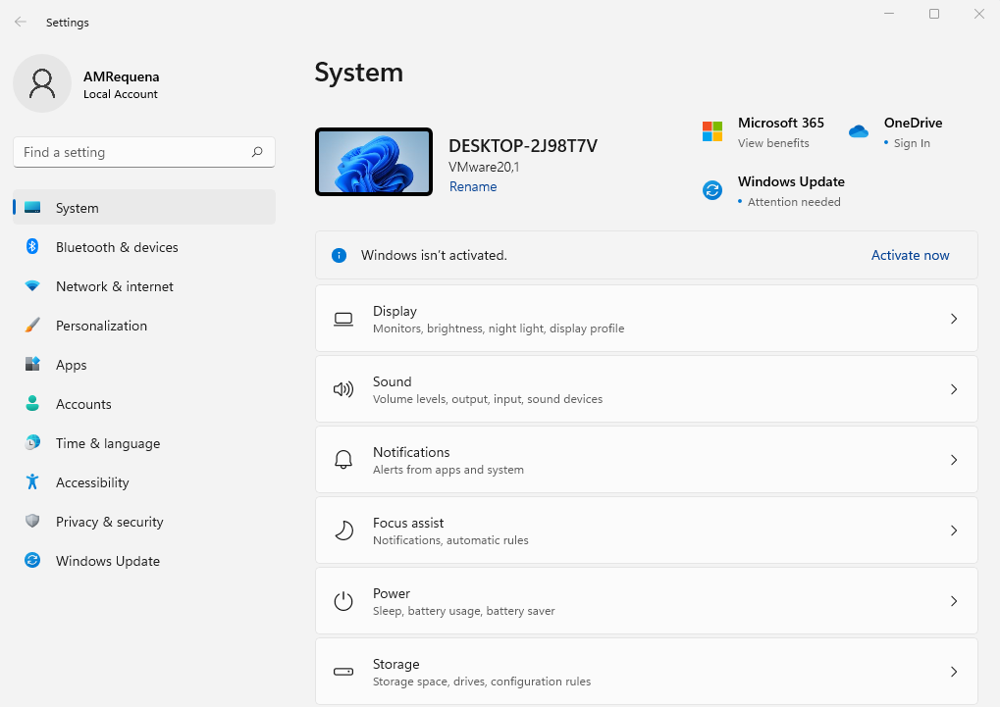 Settings
AMRequena
Local Account
Find a setting
System
Bluetooth & devices
Network & internet
Personalization
Apps
Accounts
Time & language
Accessibility
Privacy & security
Windows Update
System
DESKTOP-2J98T7V
VMware20,1
Rename
Microsoft 365
View benefits
OneDrive
• Sign In
Windows Update
• Attention needed
Windows isn't activated.
Activate now
Display
Monitors, brightness, night light, display profile
Sound
Volume levels, output, input, sound devices
Notifications
Alerts from apps and system
Focus assist
Notifications, automatic rules
Power
Sleep, battery usage, battery saver
Storage
Storage space, drives, configuration rules